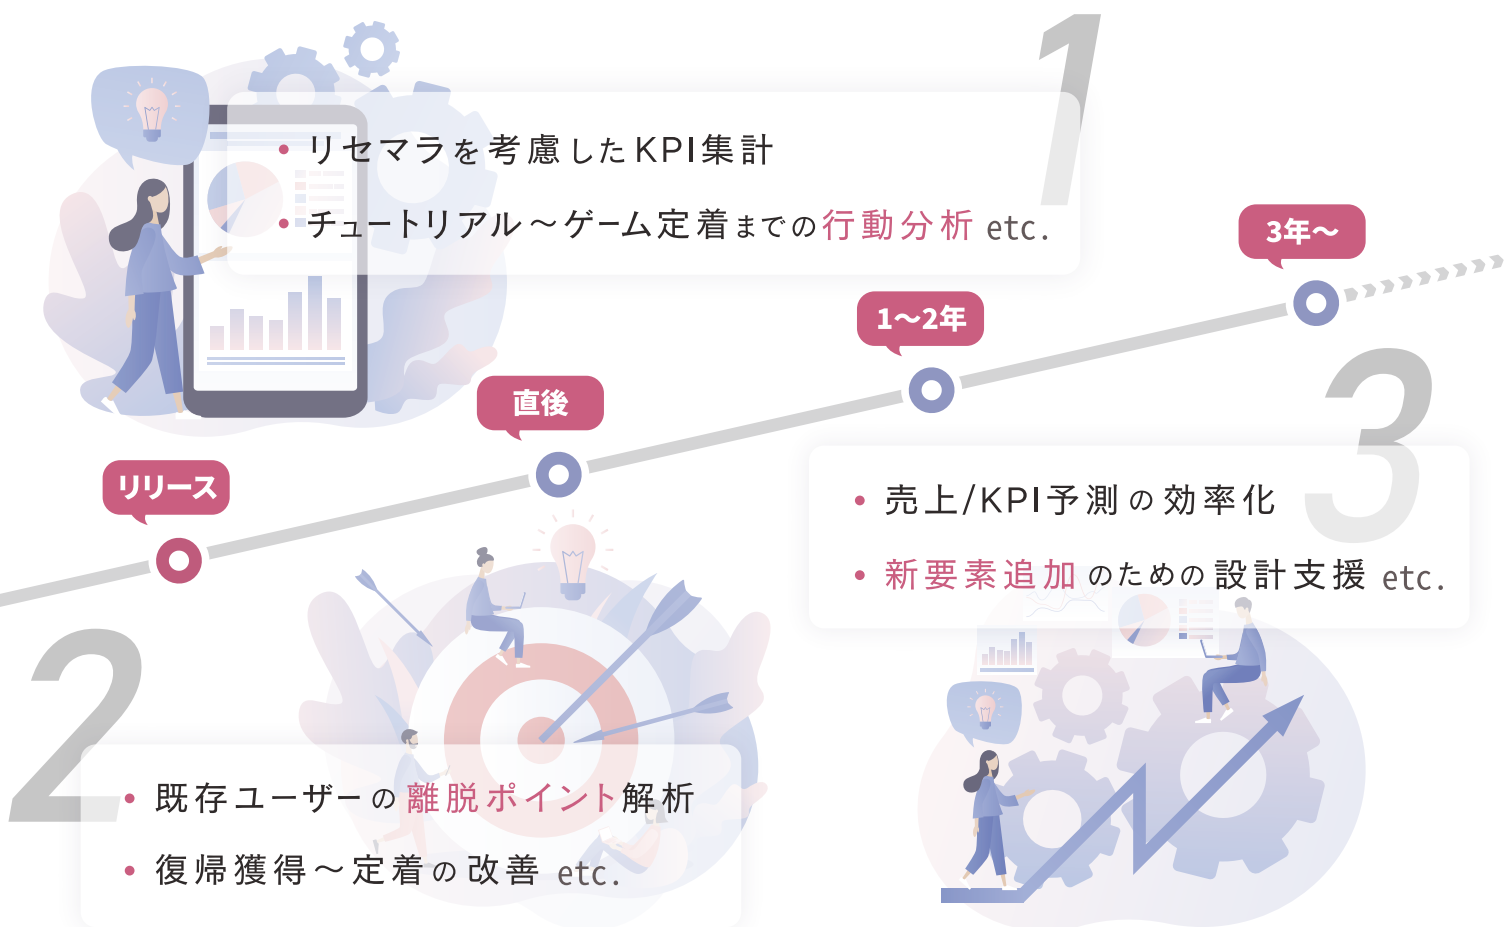 1
• リセマラを考慮したKPI集計
• チュートリアル～ゲーム定着までの行動分析 etc.
リリース
直後
1～2年
3年～
2
• 既存ユーザーの離脱ポイント解析
• 復帰獲得～定着の改善 etc.
3
• 売上/KPI予測の効率化
• 新要素追加のための設計支援 etc.